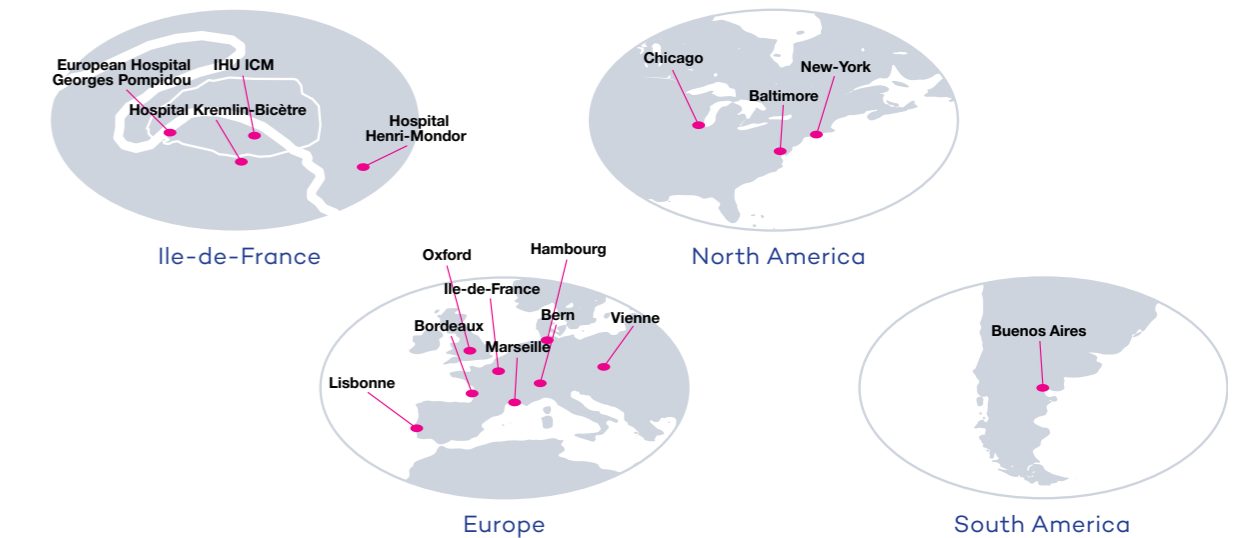 European Hospital
Georges Pompidou
IHU ICM
Hospital Kremlin-Bicètre
Hospital
Henri-Mondor
Ile-de-France
Chicago
New-York
Baltimore
North America
Oxford
Hambourg
Ile-de-France
Bern
Vienne
Bordeaux
Marseille
Lisbonne
Europe
Buenos Aires
South America